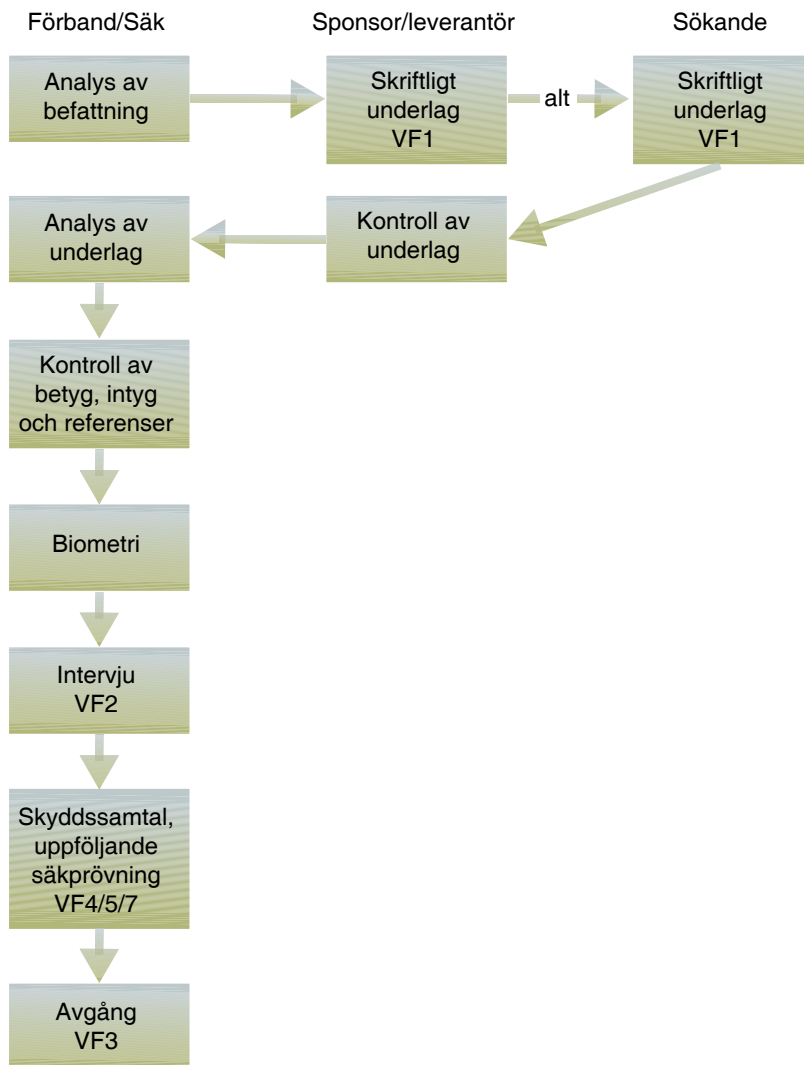 Förband/Säk
Sponsor/leverantör
Sökande
Analys av
befattning
Skriftligt
underlag
VF1
alt
Skriftligt
underlag
VF1
Analys av
underlag
Kontroll av
underlag
Kontroll av
betyg, intyg
och referenser
Biometri
Intervju
VF2
Skyddssamtal,
uppföljande
säkprövning
VF4/5/7
Avgång
VF3